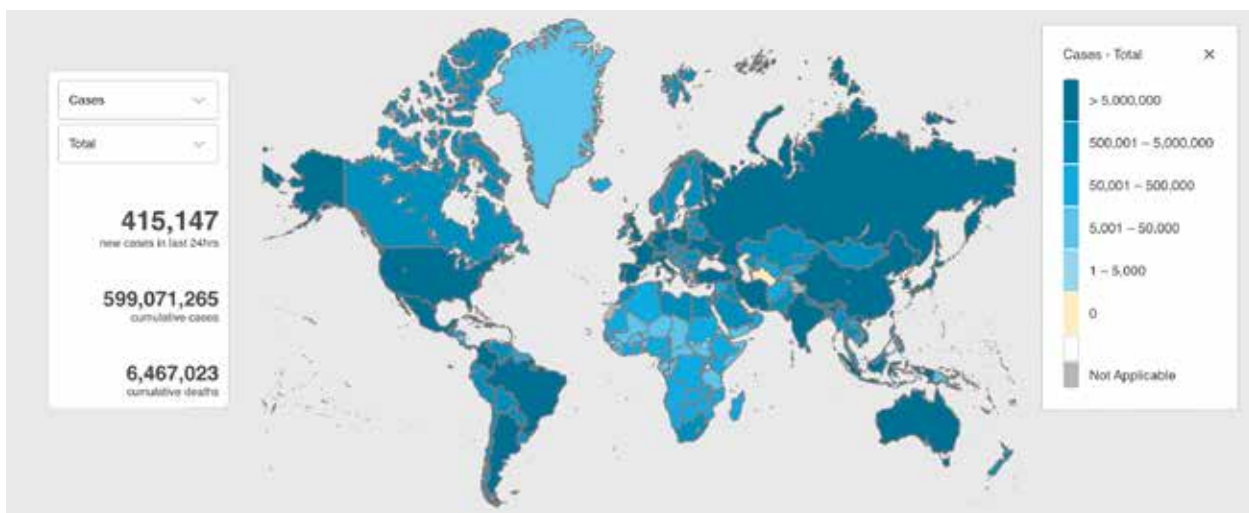 Cases
Total
415,147
new cases in last 24hrs
599,071,265
cumulative cases
6,467,023
cumulative deaths
Cases - Total
> 5,000,000
500,001 – 5,000,000
50,001 – 500,000
5,001 – 50,000
1 – 5,000
0
Not Applicable